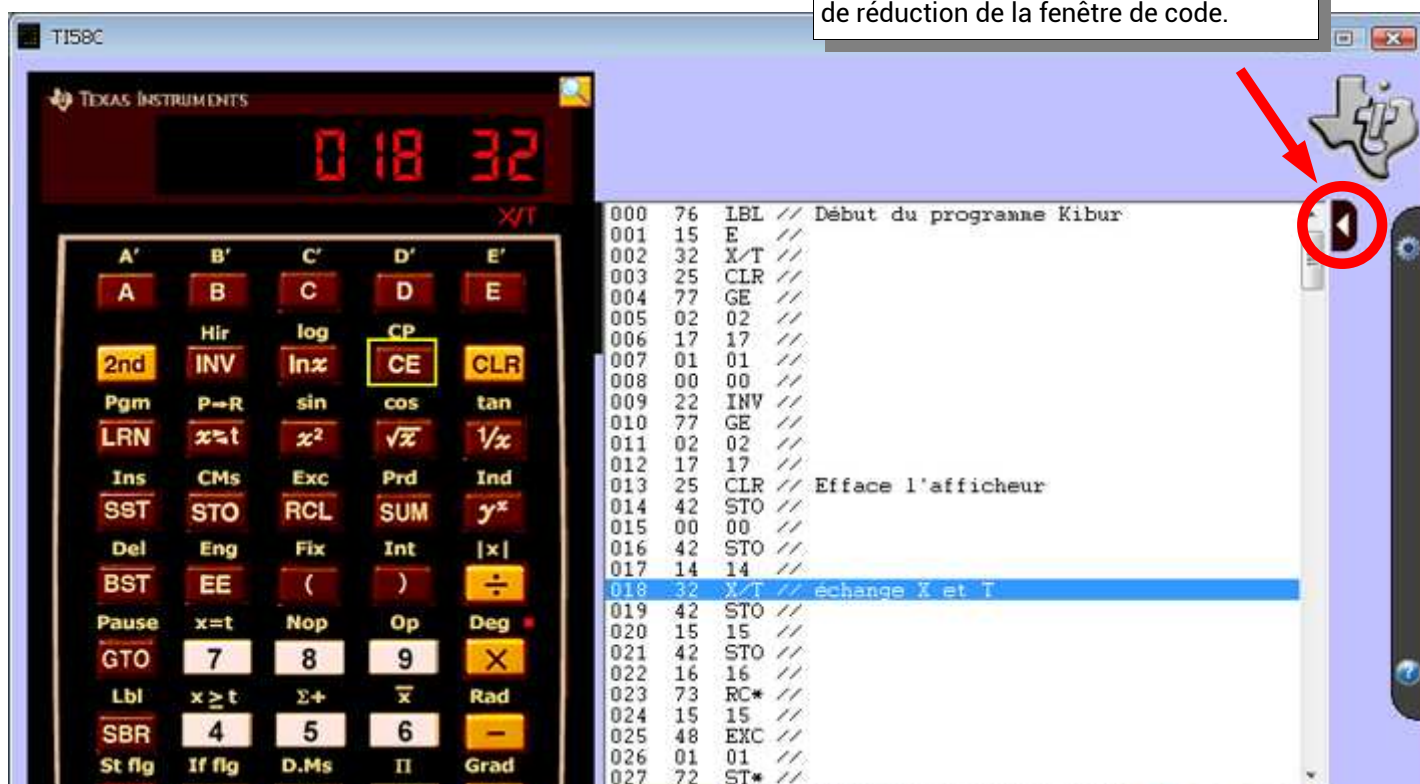 de réduction de la fenêtre de code.
TI58C
TEXAS INSTRUMENTS
018 32
X/T
A' B' C' D' E'
A B C D E
Hir log CP
2nd INV lnx CE CLR
Pgm P→R sin cos tan
LRN x⇄t x² √x 1/x
Ins CMs Exc Prd Ind
SST STO RCL SUM yˣ
Del Eng Fix Int |x|
BST EE ( ) ÷
Pause x=t Nop Op Deg
GTO 7 8 9 ×
Lbl x≥t Σ+ x̄ Rad
SBR 4 5 6 −
St flg If flg D.Ms π Grad
000 76 LBL // Début du programme Kibur
001 15 E //
002 32 X/T //
003 25 CLR //
004 77 GE //
005 02 02 //
006 17 17 //
007 01 01 //
008 00 00 //
009 22 INV //
010 77 GE //
011 02 02 //
012 17 17 //
013 25 CLR // Efface l'afficheur
014 42 STO //
015 00 00 //
016 42 STO //
017 14 14 //
018 32 X/T // échange X et T
019 42 STO //
020 15 15 //
021 42 STO //
022 16 16 //
023 73 RC* //
024 15 15 //
025 48 EXC //
026 01 01 //
027 72 ST* //